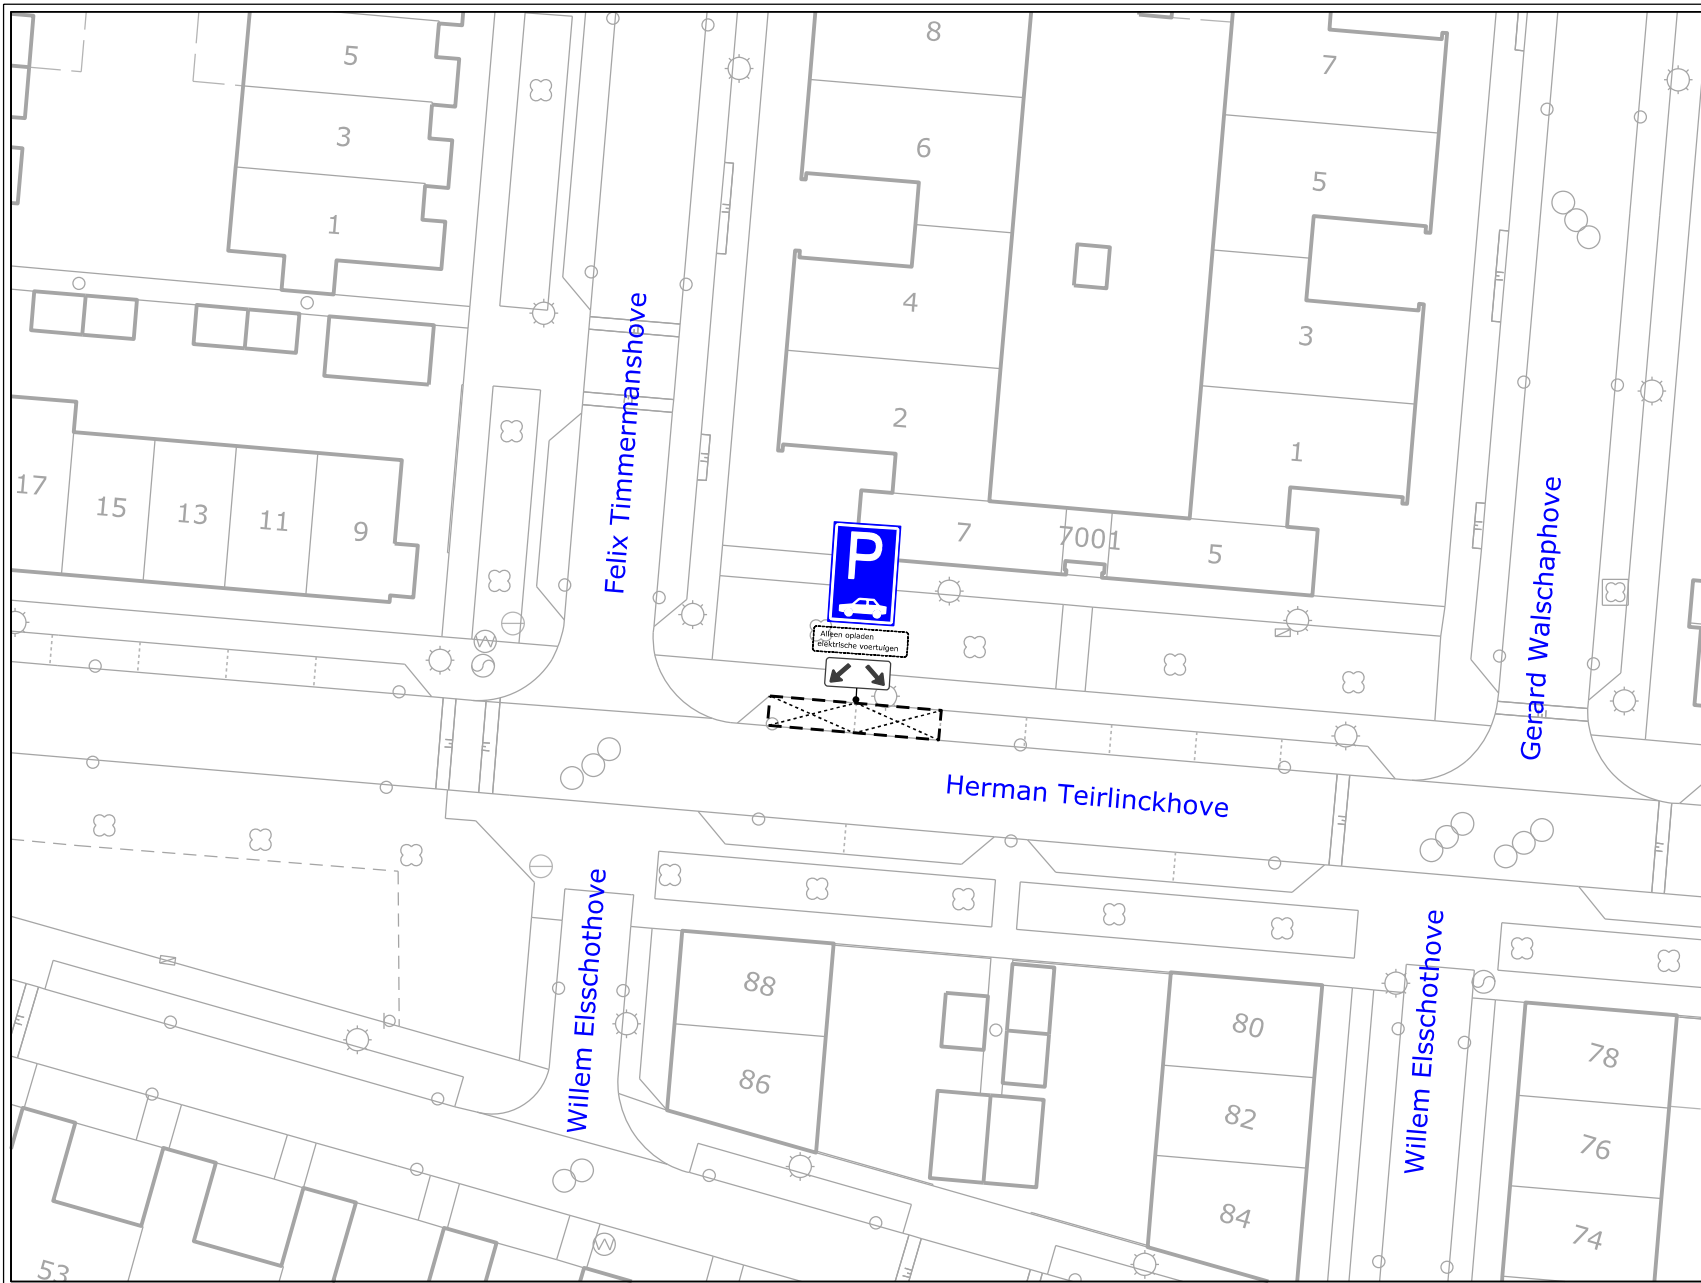 5
3
1
8
6
4
2
7
5
3
1
17
15
13
11
9
7
7001
5
Felix Timmermanshove
Gerard Walschaphove
P
Alleen opladen
elektrische voertuigen
Herman Teirlinckhove
W
Willem Elsschothove
Willem Elsschothove
88
86
80
82
84
78
76
74
53
W